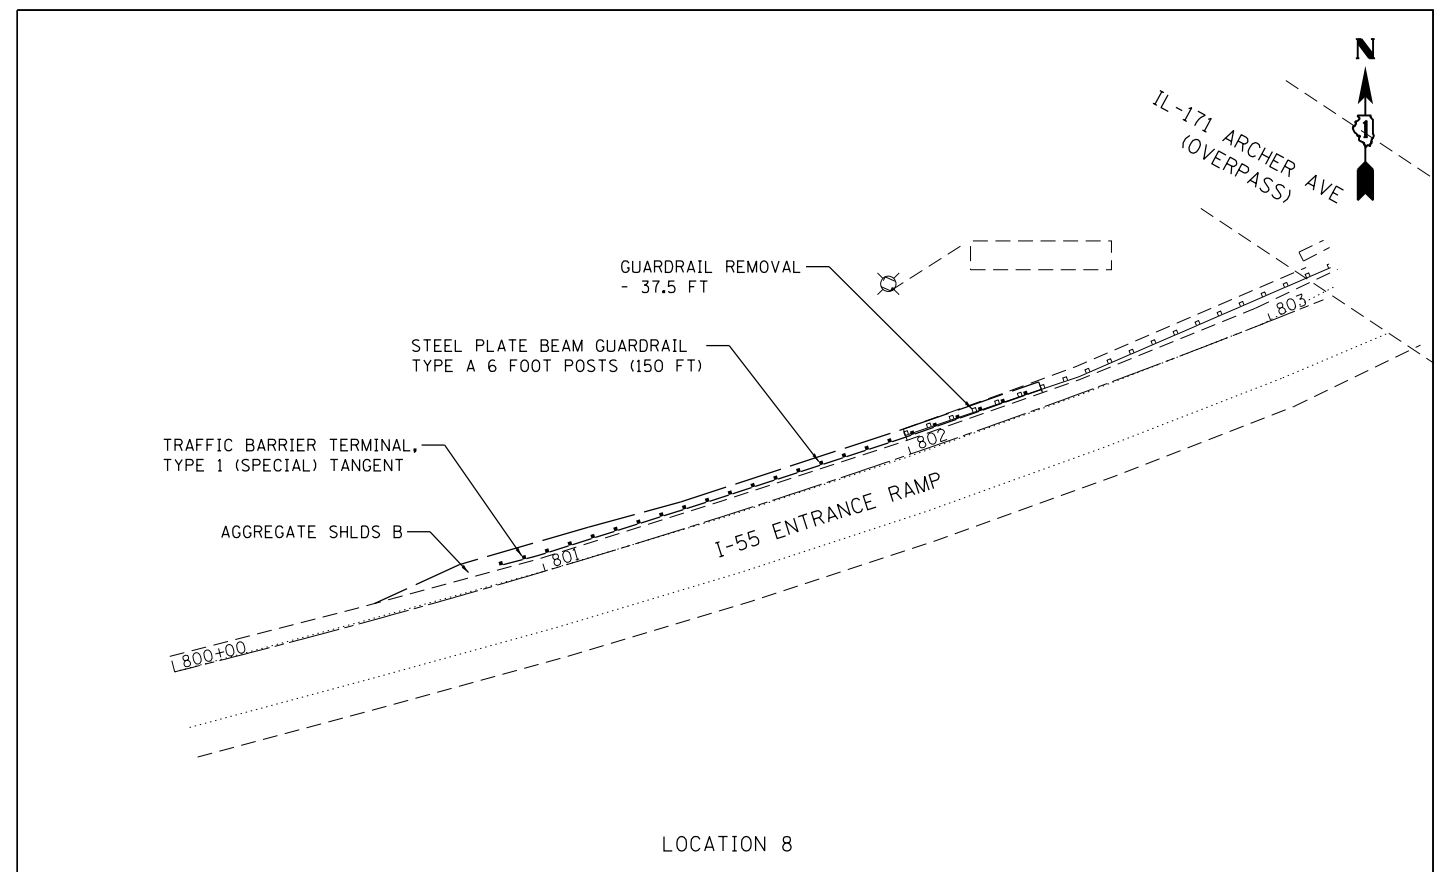 N
1
IL-171 ARCHER AVE
(OVERPASS)
GUARDRAIL REMOVAL
- 37.5 FT
803
STEEL PLATE BEAM GUARDRAIL
TYPE A 6 FOOT POSTS (150 FT)
802
TRAFFIC BARRIER TERMINAL,
TYPE 1 (SPECIAL) TANGENT
I-55 ENTRANCE RAMP
AGGREGATE SHLDS B
801
800+00
LOCATION 8